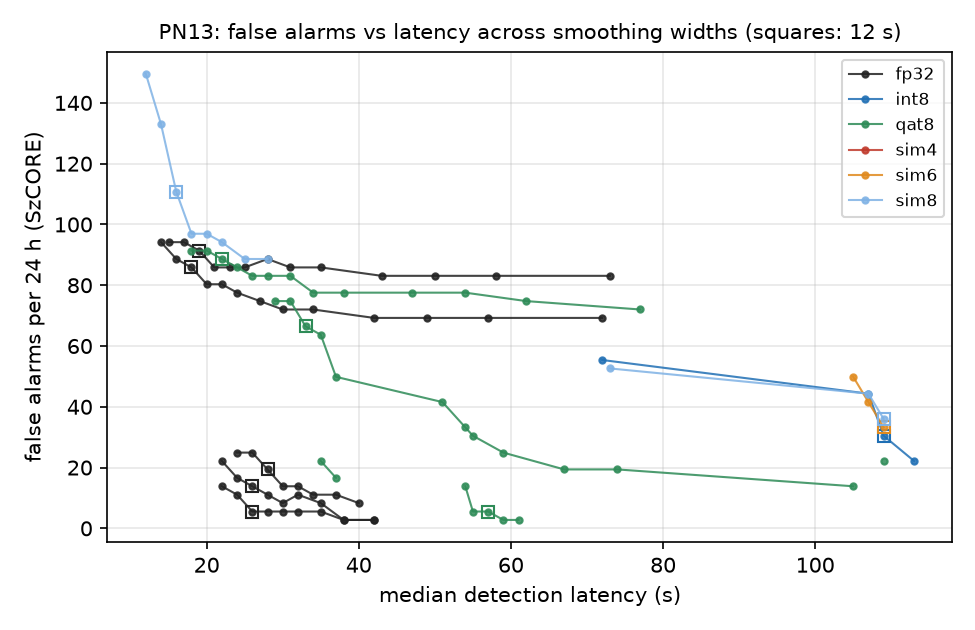 PN13: false alarms vs latency across smoothing widths (squares: 12 s)
false alarms per 24 h (SzCORE)
140
120
100
80
60
40
20
0
fp32
int8
qat8
sim4
sim6
sim8
20 40 60 80 100
median detection latency (s)